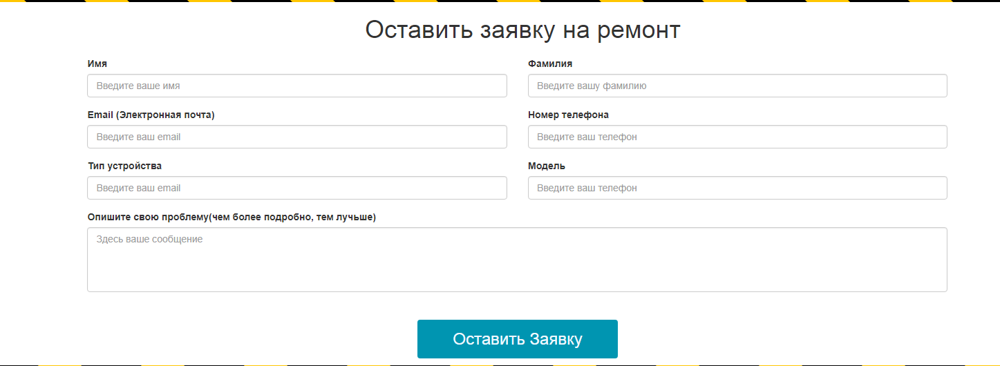 Оставить заявку на ремонт
Имя
Фамилия
Введите ваше имя
Введите вашу фамилию
Email (Электронная почта)
Номер телефона
Введите ваш email
Введите ваш телефон
Тип устройства
Модель
Введите ваш email
Введите ваш телефон
Опишите свою проблему(чем более подробно, тем лучьше)
Здесь ваше сообщение
Оставить Заявку